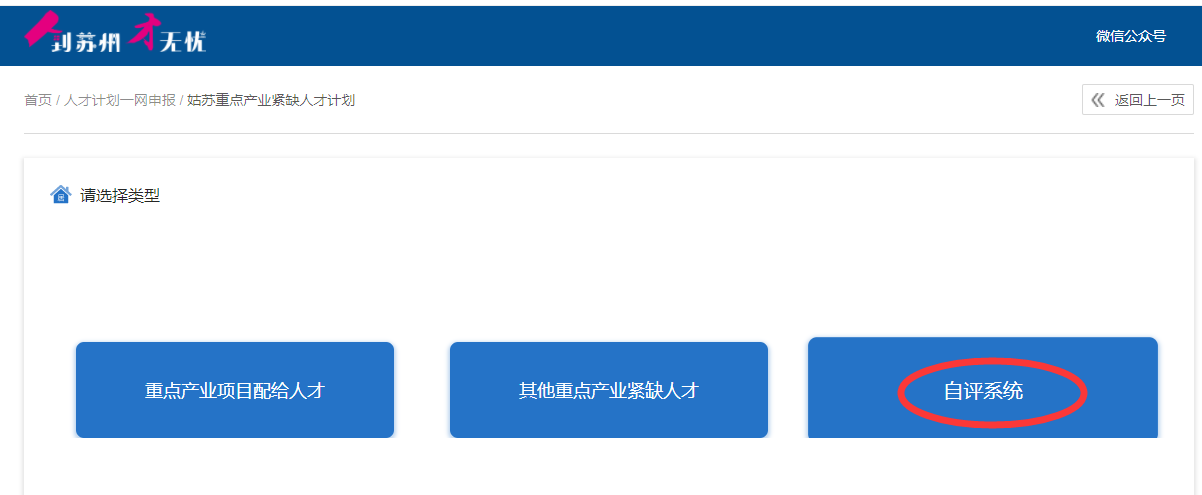 人到苏州 才无忧
微信公众号
首页 / 人才计划一网申报 / 姑苏重点产业紧缺人才计划
返回上一页
请选择类型
重点产业项目配给人才
其他重点产业紧缺人才
自评系统